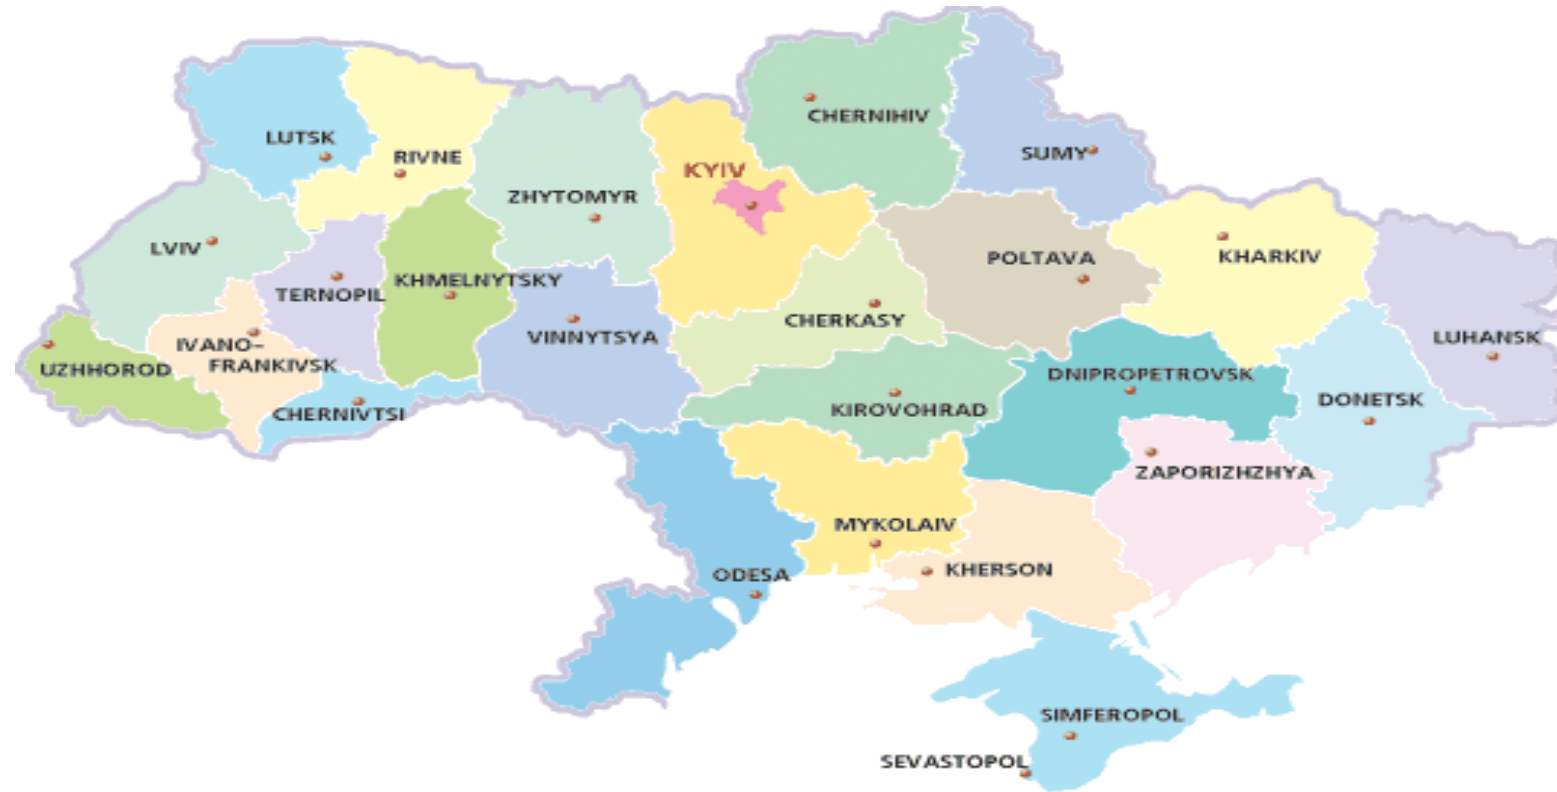 CHERNIHIV
LUTSK
RIVNE
SUMY
KYIV
ZHYTOMYR
LVIV
POLTAVA
KHARKIV
KHMELNYTSKY
TERNOPIL
CHERKASY
VINNYTSYA
LUHANSK
IVANO-
FRANKIVSK
UZHHOROD
DNIPROPETROVSK
DONETSK
CHERNIVTSI
KIROVOHRAD
ZAPORIZHZHYA
MYKOLAIV
KHERSON
ODESA
SIMFEROPOL
SEVASTOPOL